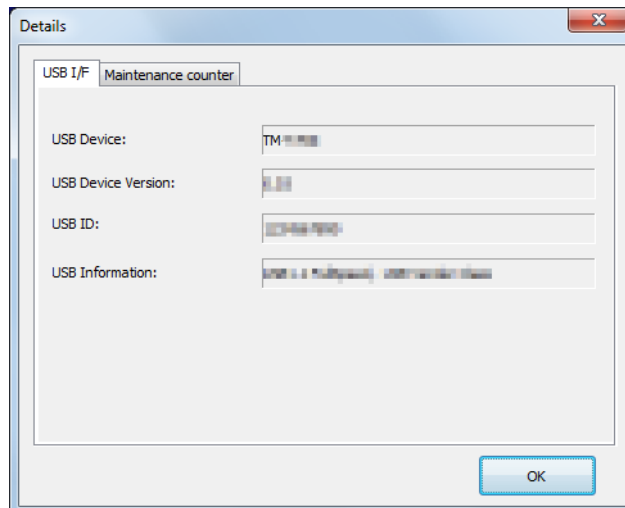 Details
USB I/F Maintenance counter
USB Device: TM-
USB Device Version:
USB ID:
USB Information:
OK